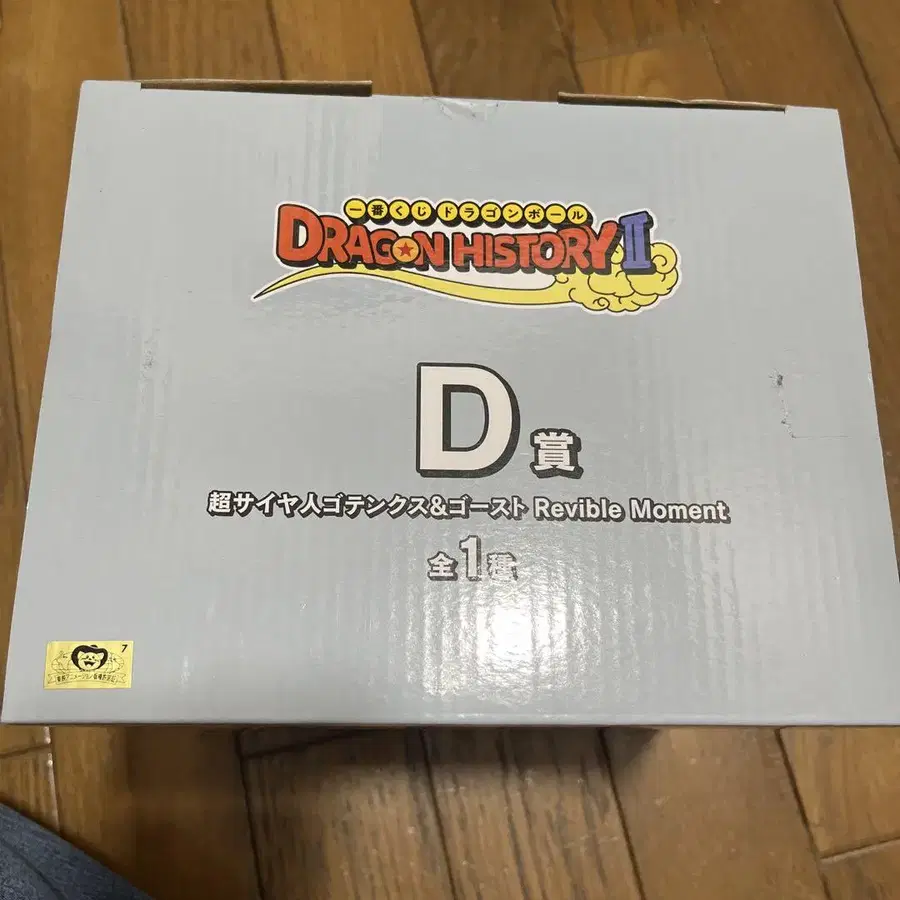 一番くじ ドラゴンボール
DRAGON HISTORY II
D賞
超サイヤ人ゴテンクス&ゴースト Revible Moment
全1種
7